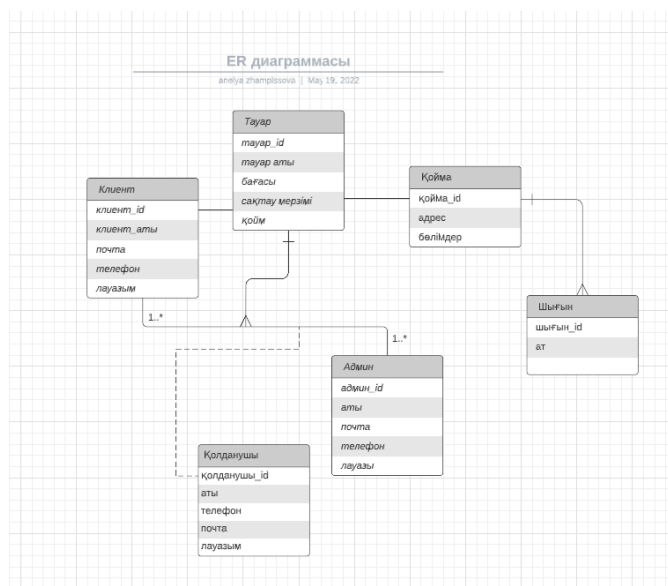 ER диаграммасы
anelya zhamplssova | May 19, 2022
Тауар
тауар_id
тауар аты
бағасы
сақтау мерзімі
қойм
Клиент
клиент_id
клиент_аты
почта
телефон
лауазым
Қойма
қойма_id
адрес
бөлімдер
Шығын
шығын_id
ат
1..*
1..*
Админ
админ_id
аты
почта
телефон
лауазы
Қолданушы
қолданушы_id
аты
телефон
почта
лауазым